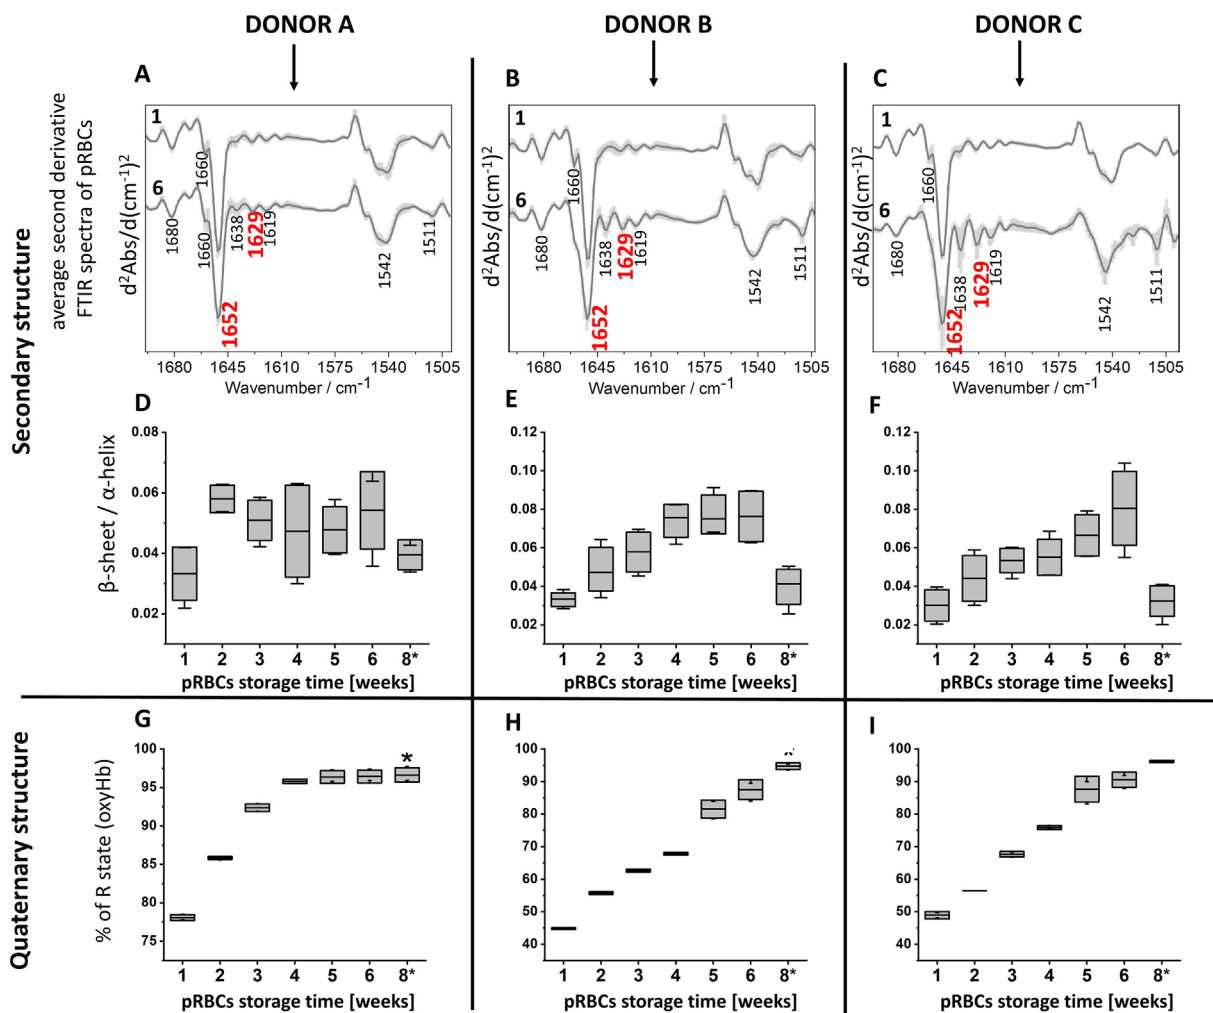 DONOR A
DONOR B
DONOR C
Secondary structure
average second derivative
FTIR spectra of pRBCs
A
d²Abs/d(cm⁻¹)²
1
6
1680
1660
1660
1652
1638
1629
1619
1542
1511
1680 1645 1610 1575 1540 1505
Wavenumber / cm⁻¹
B
d²Abs/d(cm⁻¹)²
1
6
1680
1660
1652
1638
1629
1619
1542
1511
1680 1645 1610 1575 1540 1505
Wavenumber / cm⁻¹
C
d²Abs/d(cm⁻¹)²
1
6
1680
1660
1652
1638
1629
1619
1542
1511
1680 1645 1610 1575 1540 1505
Wavenumber / cm⁻¹
D
β-sheet / α-helix
0.08
0.06
0.04
0.02
1 2 3 4 5 6 8*
pRBCs storage time [weeks]
E
0.12
0.10
0.08
0.06
0.04
0.02
1 2 3 4 5 6 8*
pRBCs storage time [weeks]
F
0.12
0.10
0.08
0.06
0.04
0.02
1 2 3 4 5 6 8*
pRBCs storage time [weeks]
Quaternary structure
G
% of R state (oxyHb)
100
95
90
85
80
75
*
1 2 3 4 5 6 8*
pRBCs storage time [weeks]
H
100
90
80
70
60
50
40
1 2 3 4 5 6 8*
pRBCs storage time [weeks]
I
100
90
80
70
60
50
40
1 2 3 4 5 6 8*
pRBCs storage time [weeks]